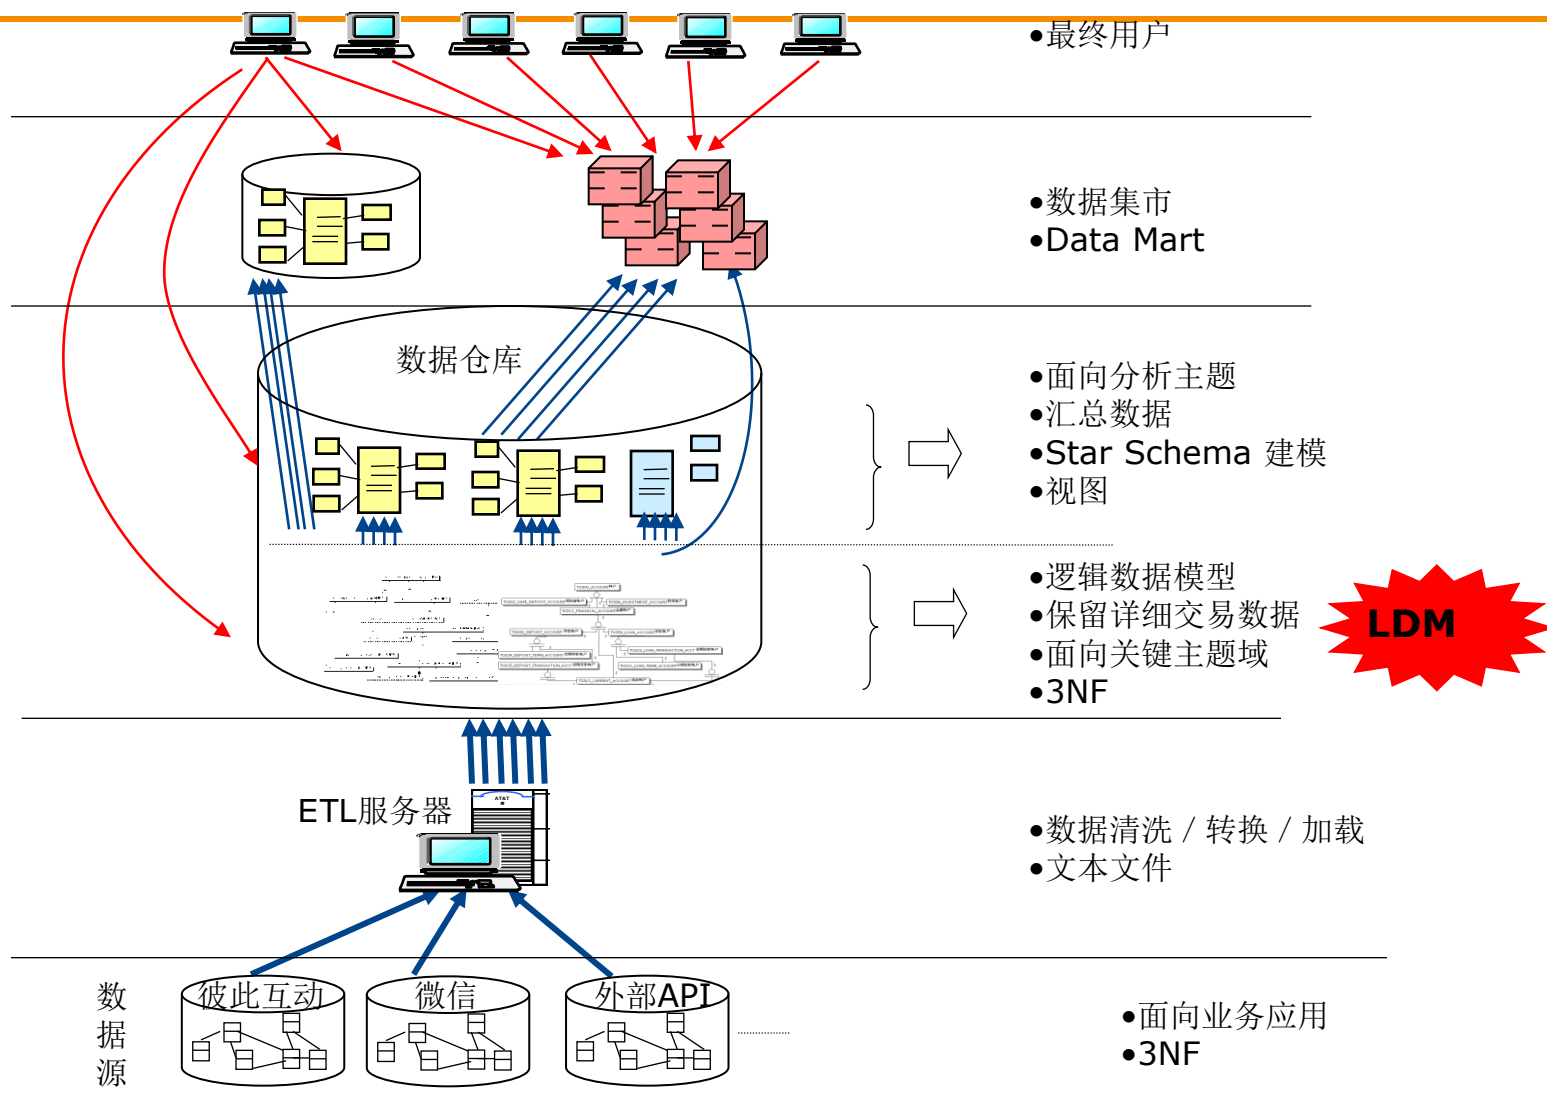 •最终用户
•数据集市
•Data Mart
数据仓库
•面向分析主题
•汇总数据
•Star Schema 建模
•视图
•逻辑数据模型
•保留详细交易数据
•面向关键主题域
•3NF
LDM
ETL服务器
AT&T
•数据清洗 / 转换 / 加载
•文本文件
数据源
彼此互动
微信
外部API
•面向业务应用
•3NF